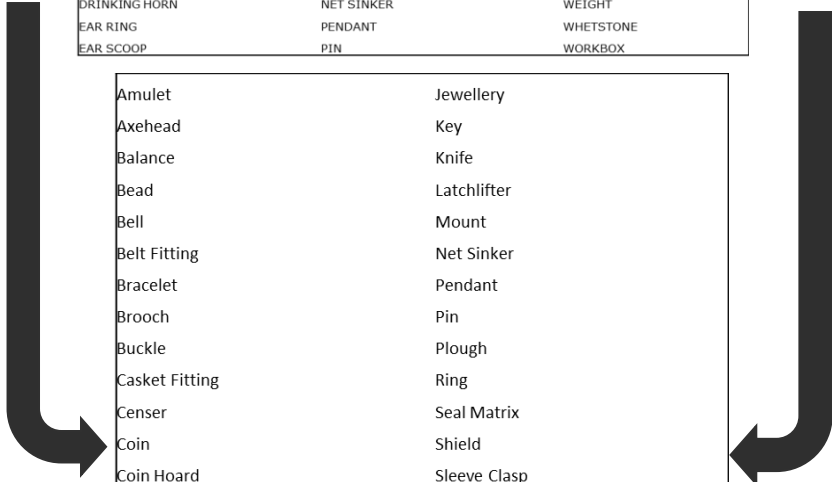 DRINKING HORN NET SINKER WEIGHT
EAR RING PENDANT WHETSTONE
EAR SCOOP PIN WORKBOX
Amulet Jewellery
Axehead Key
Balance Knife
Bead Latchlifter
Bell Mount
Belt Fitting Net Sinker
Bracelet Pendant
Brooch Pin
Buckle Plough
Casket Fitting Ring
Censer Seal Matrix
Coin Shield
Coin Hoard Sleeve Clasp